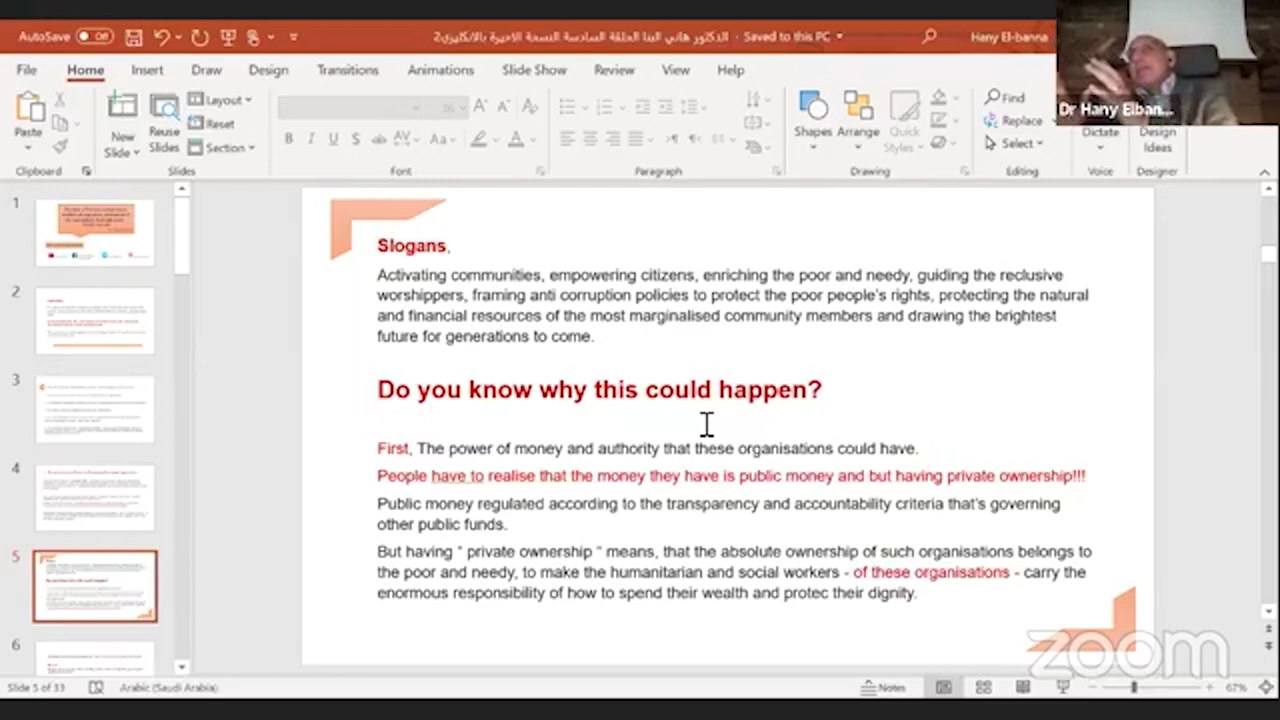 AutoSave Off الدكتور هاني البنا الحلقة السادسة النسخة الاخيرة بالانكليزي2 - Saved to this PC Hany El-banna
File Home Insert Draw Design Transitions Animations Slide Show Review View Help
Dr Hany Elban...
Paste New Slide Reuse Slides Layout Reset Section
B I U S ab AV Aa A
Shapes Arrange Quick Styles Find Replace Select Dictate Design Ideas
Clipboard Slides Font Paragraph Drawing Editing Voice Designer
1
2
3
4
5
6
Slogans,
Activating communities, empowering citizens, enriching the poor and needy, guiding the reclusive
worshippers, framing anti corruption policies to protect the poor people's rights, protecting the natural
and financial resources of the most marginalised community members and drawing the brightest
future for generations to come.
Do you know why this could happen?
First, The power of money and authority that these organisations could have.
People have to realise that the money they have is public money and but having private ownership!!!
Public money regulated according to the transparency and accountability criteria that's governing
other public funds.
But having " private ownership " means, that the absolute ownership of such organisations belongs to
the poor and needy, to make the humanitarian and social workers - of these organisations - carry the
enormous responsibility of how to spend their wealth and protec their dignity.
zoom
Slide 5 of 33 Arabic (Saudi Arabia) Notes 67%